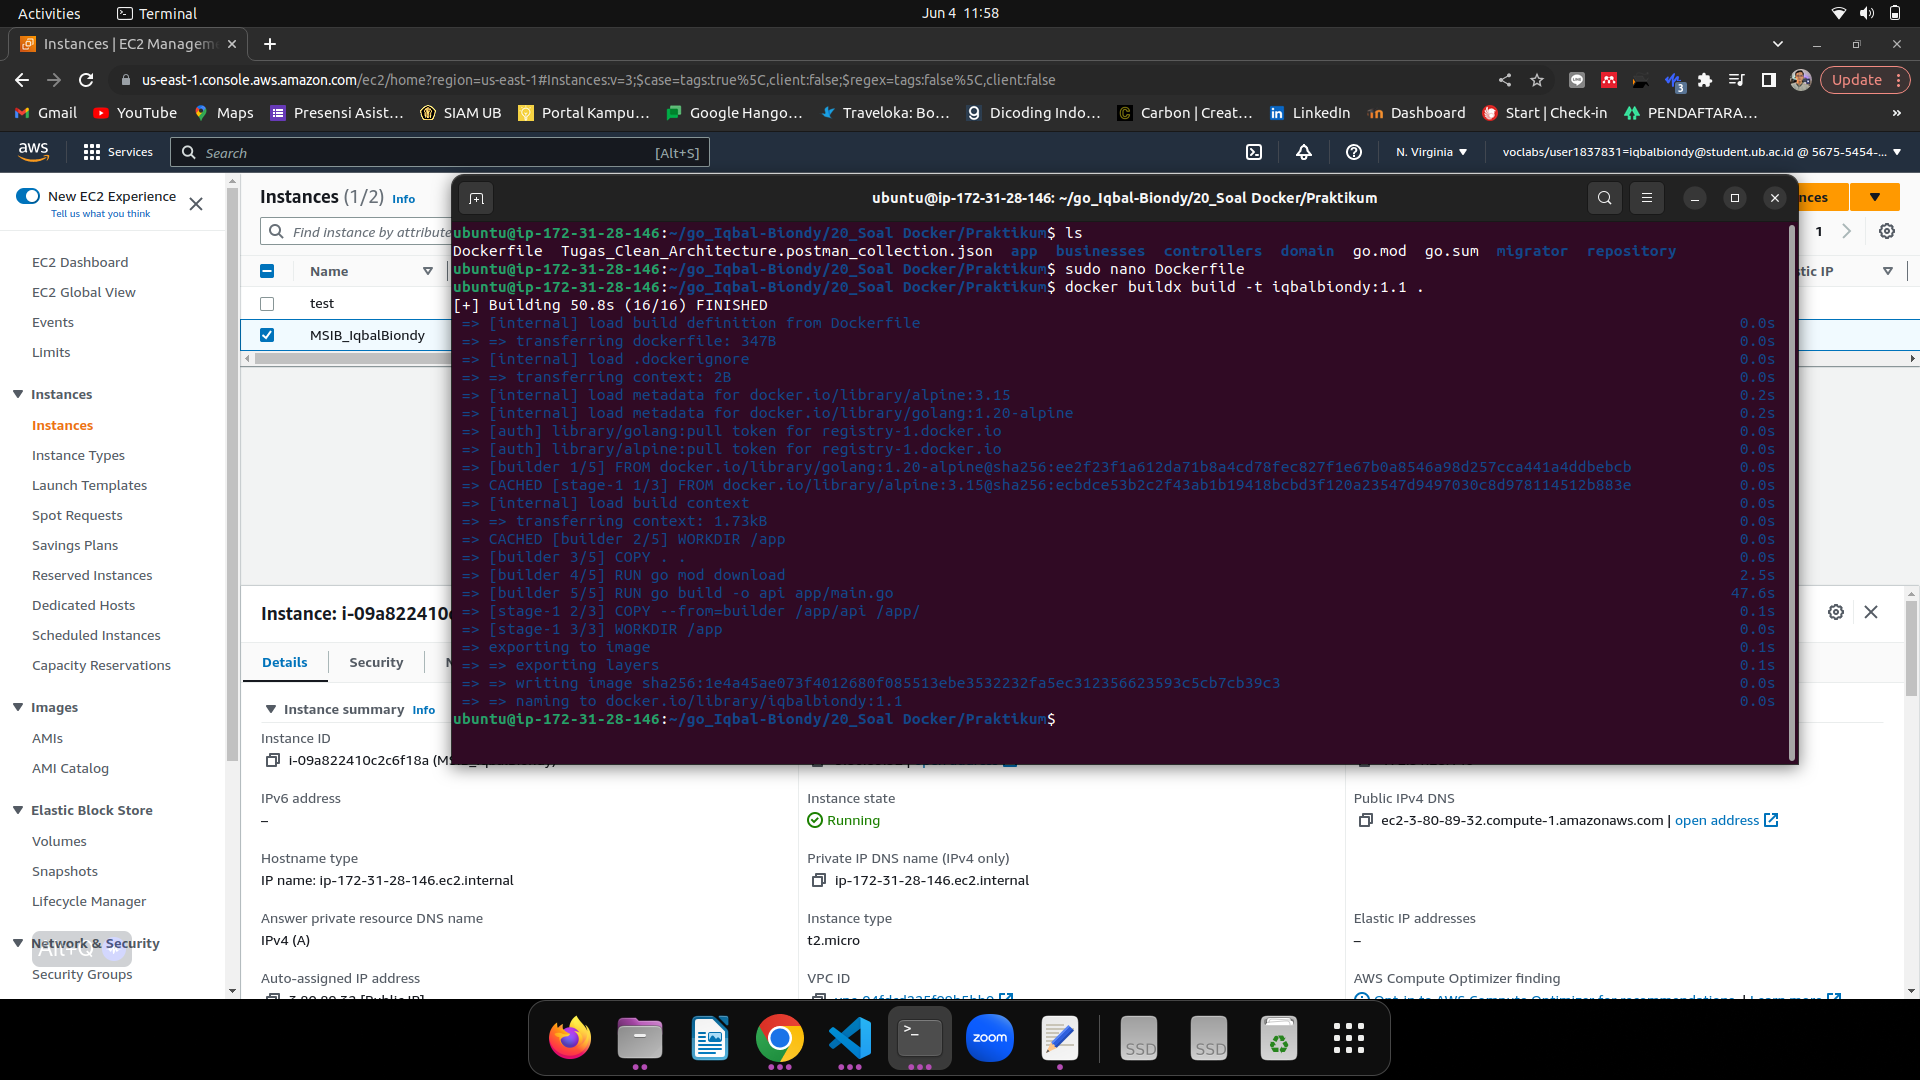 Activities
Terminal
Jun 4 11:58
Instances | EC2 Managem
us-east-1.console.aws.amazon.com/ec2/home?region=us-east-1#Instances:v=3;$case=tags:true%5C,client:false;$regex=tags:false%5C,client:false
3
Update
Gmail
YouTube
Maps
Presensi Asist...
SIAM UB
Portal Kampu...
Google Hango...
Traveloka: Bo...
Dicoding Indo...
Carbon | Creat...
LinkedIn
Dashboard
Start | Check-in
PENDAFTARA...
aws
Services
Search
[Alt+S]
N. Virginia
voclabs/user1837831=iqbalbiondy@student.ub.ac.id @ 5675-5454-...
New EC2 Experience
Tell us what you think
EC2 Dashboard
EC2 Global View
Events
Limits
Instances
Instances
Instance Types
Launch Templates
Spot Requests
Savings Plans
Reserved Instances
Dedicated Hosts
Scheduled Instances
Capacity Reservations
Images
AMIs
AMI Catalog
Elastic Block Store
Volumes
Snapshots
Lifecycle Manager
Network & Security
Alt+Q
Security Groups
Instances (1/2) Info
Find instance by attribute
Name
test
MSIB_IqbalBiondy
nces
1
tic IP
ubuntu@ip-172-31-28-146: ~/go_Iqbal-Biondy/20_Soal Docker/Praktikum
ubuntu@ip-172-31-28-146:~/go_Iqbal-Biondy/20_Soal Docker/Praktikum$ ls
Dockerfile Tugas_Clean_Architecture.postman_collection.json app businesses controllers domain go.mod go.sum migrator repository
ubuntu@ip-172-31-28-146:~/go_Iqbal-Biondy/20_Soal Docker/Praktikum$ sudo nano Dockerfile
ubuntu@ip-172-31-28-146:~/go_Iqbal-Biondy/20_Soal Docker/Praktikum$ docker buildx build -t iqbalbiondy:1.1 .
[+] Building 50.8s (16/16) FINISHED
=> [internal] load build definition from Dockerfile 0.0s
=> => transferring dockerfile: 347B 0.0s
=> [internal] load .dockerignore 0.0s
=> => transferring context: 2B 0.0s
=> [internal] load metadata for docker.io/library/alpine:3.15 0.2s
=> [internal] load metadata for docker.io/library/golang:1.20-alpine 0.2s
=> [auth] library/golang:pull token for registry-1.docker.io 0.0s
=> [auth] library/alpine:pull token for registry-1.docker.io 0.0s
=> [builder 1/5] FROM docker.io/library/golang:1.20-alpine@sha256:ee2f23f1a612da71b8a4cd78fec827f1e67b0a8546a98d257cca441a4ddbebcb 0.0s
=> CACHED [stage-1 1/3] FROM docker.io/library/alpine:3.15@sha256:ecbdce53b2c2f43ab1b19418bcbd3f120a23547d9497030c8d978114512b883e 0.0s
=> [internal] load build context 0.0s
=> => transferring context: 1.73kB 0.0s
=> CACHED [builder 2/5] WORKDIR /app 0.0s
=> [builder 3/5] COPY . . 0.0s
=> [builder 4/5] RUN go mod download 2.5s
=> [builder 5/5] RUN go build -o api app/main.go 47.6s
=> [stage-1 2/3] COPY --from=builder /app/api /app/ 0.1s
=> [stage-1 3/3] WORKDIR /app 0.0s
=> exporting to image 0.1s
=> => exporting layers 0.1s
=> => writing image sha256:1e4a45ae073f4012680f085513ebe3532232fa5ec312356623593c5cb7cb39c3 0.0s
=> => naming to docker.io/library/iqbalbiondy:1.1 0.0s
ubuntu@ip-172-31-28-146:~/go_Iqbal-Biondy/20_Soal Docker/Praktikum$
Instance: i-09a822410c
Details
Security
Instance summary Info
Instance ID
i-09a822410c2c6f18a
IPv6 address
–
Hostname type
IP name: ip-172-31-28-146.ec2.internal
Answer private resource DNS name
IPv4 (A)
Auto-assigned IP address
3.80.89.32 [Public IP]
Instance state
Running
Private IP DNS name (IPv4 only)
ip-172-31-28-146.ec2.internal
Instance type
t2.micro
VPC ID
Public IPv4 DNS
ec2-3-80-89-32.compute-1.amazonaws.com | open address
Elastic IP addresses
–
AWS Compute Optimizer finding
Opt-in to AWS Compute Optimizer for recommendations. | Learn more
zoom
SSD
SSD